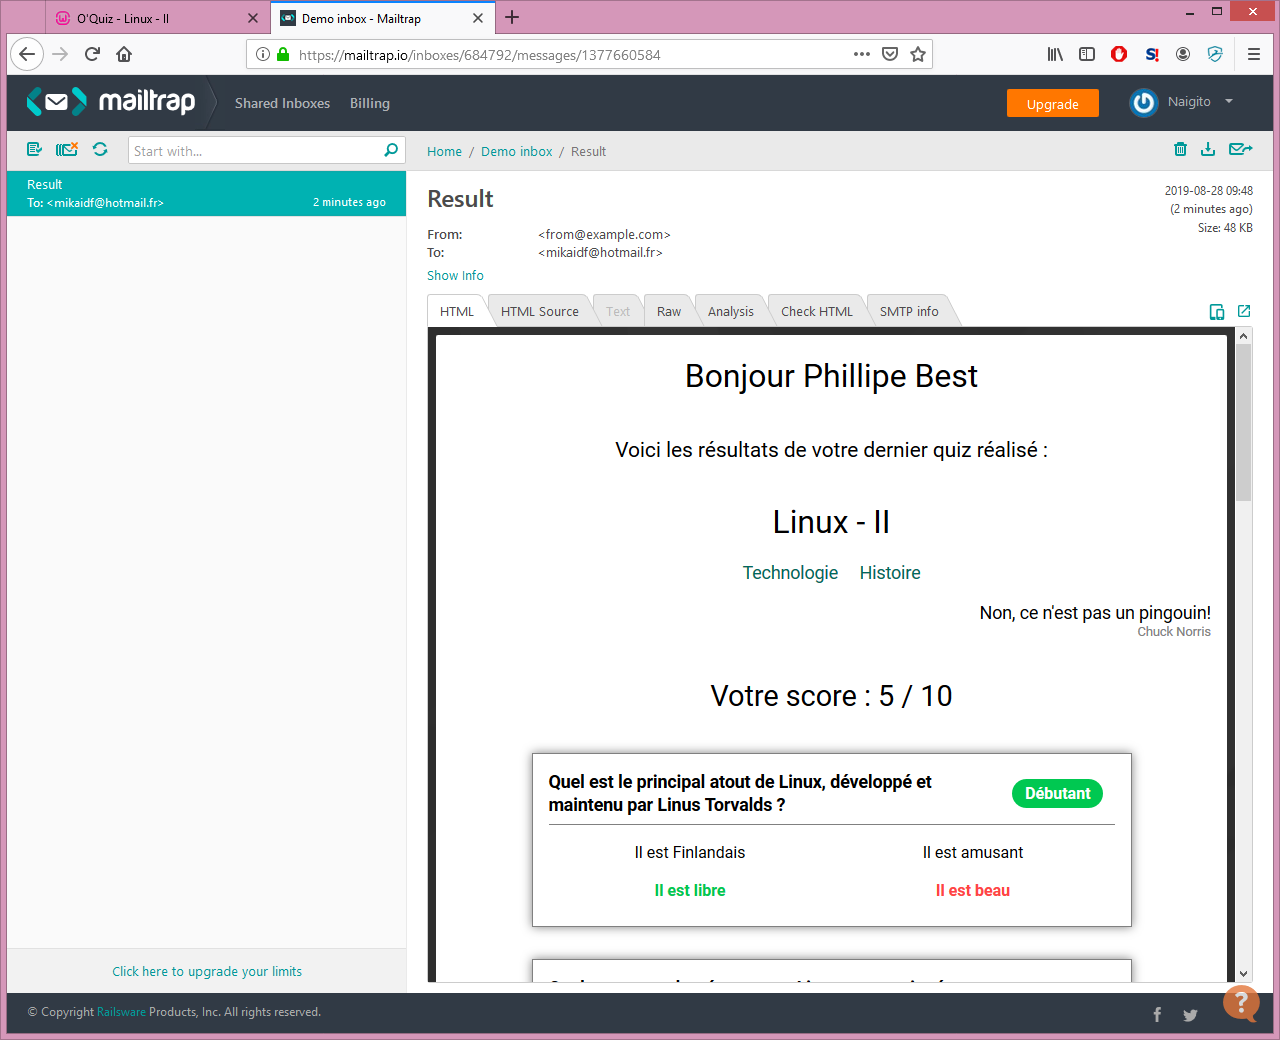 O'Quiz - Linux - II
Demo inbox - Mailtrap
https://mailtrap.io/inboxes/684792/messages/1377660584
mailtrap
Shared Inboxes
Billing
Upgrade
Naigito
Start with...
Home / Demo inbox / Result
Result
To: <mikaidf@hotmail.fr>
2 minutes ago
Result
2019-08-28 09:48
(2 minutes ago)
Size: 48 KB
From: <from@example.com>
To: <mikaidf@hotmail.fr>
Show Info
HTML
HTML Source
Text
Raw
Analysis
Check HTML
SMTP info
Bonjour Phillipe Best
Voici les résultats de votre dernier quiz réalisé :
Linux - II
Technologie Histoire
Non, ce n'est pas un pingouin!
Chuck Norris
Votre score : 5 / 10
Quel est le principal atout de Linux, développé et
maintenu par Linus Torvalds ?
Débutant
Il est Finlandais
Il est amusant
Il est libre
Il est beau
Click here to upgrade your limits
© Copyright Railsware Products, Inc. All rights reserved.